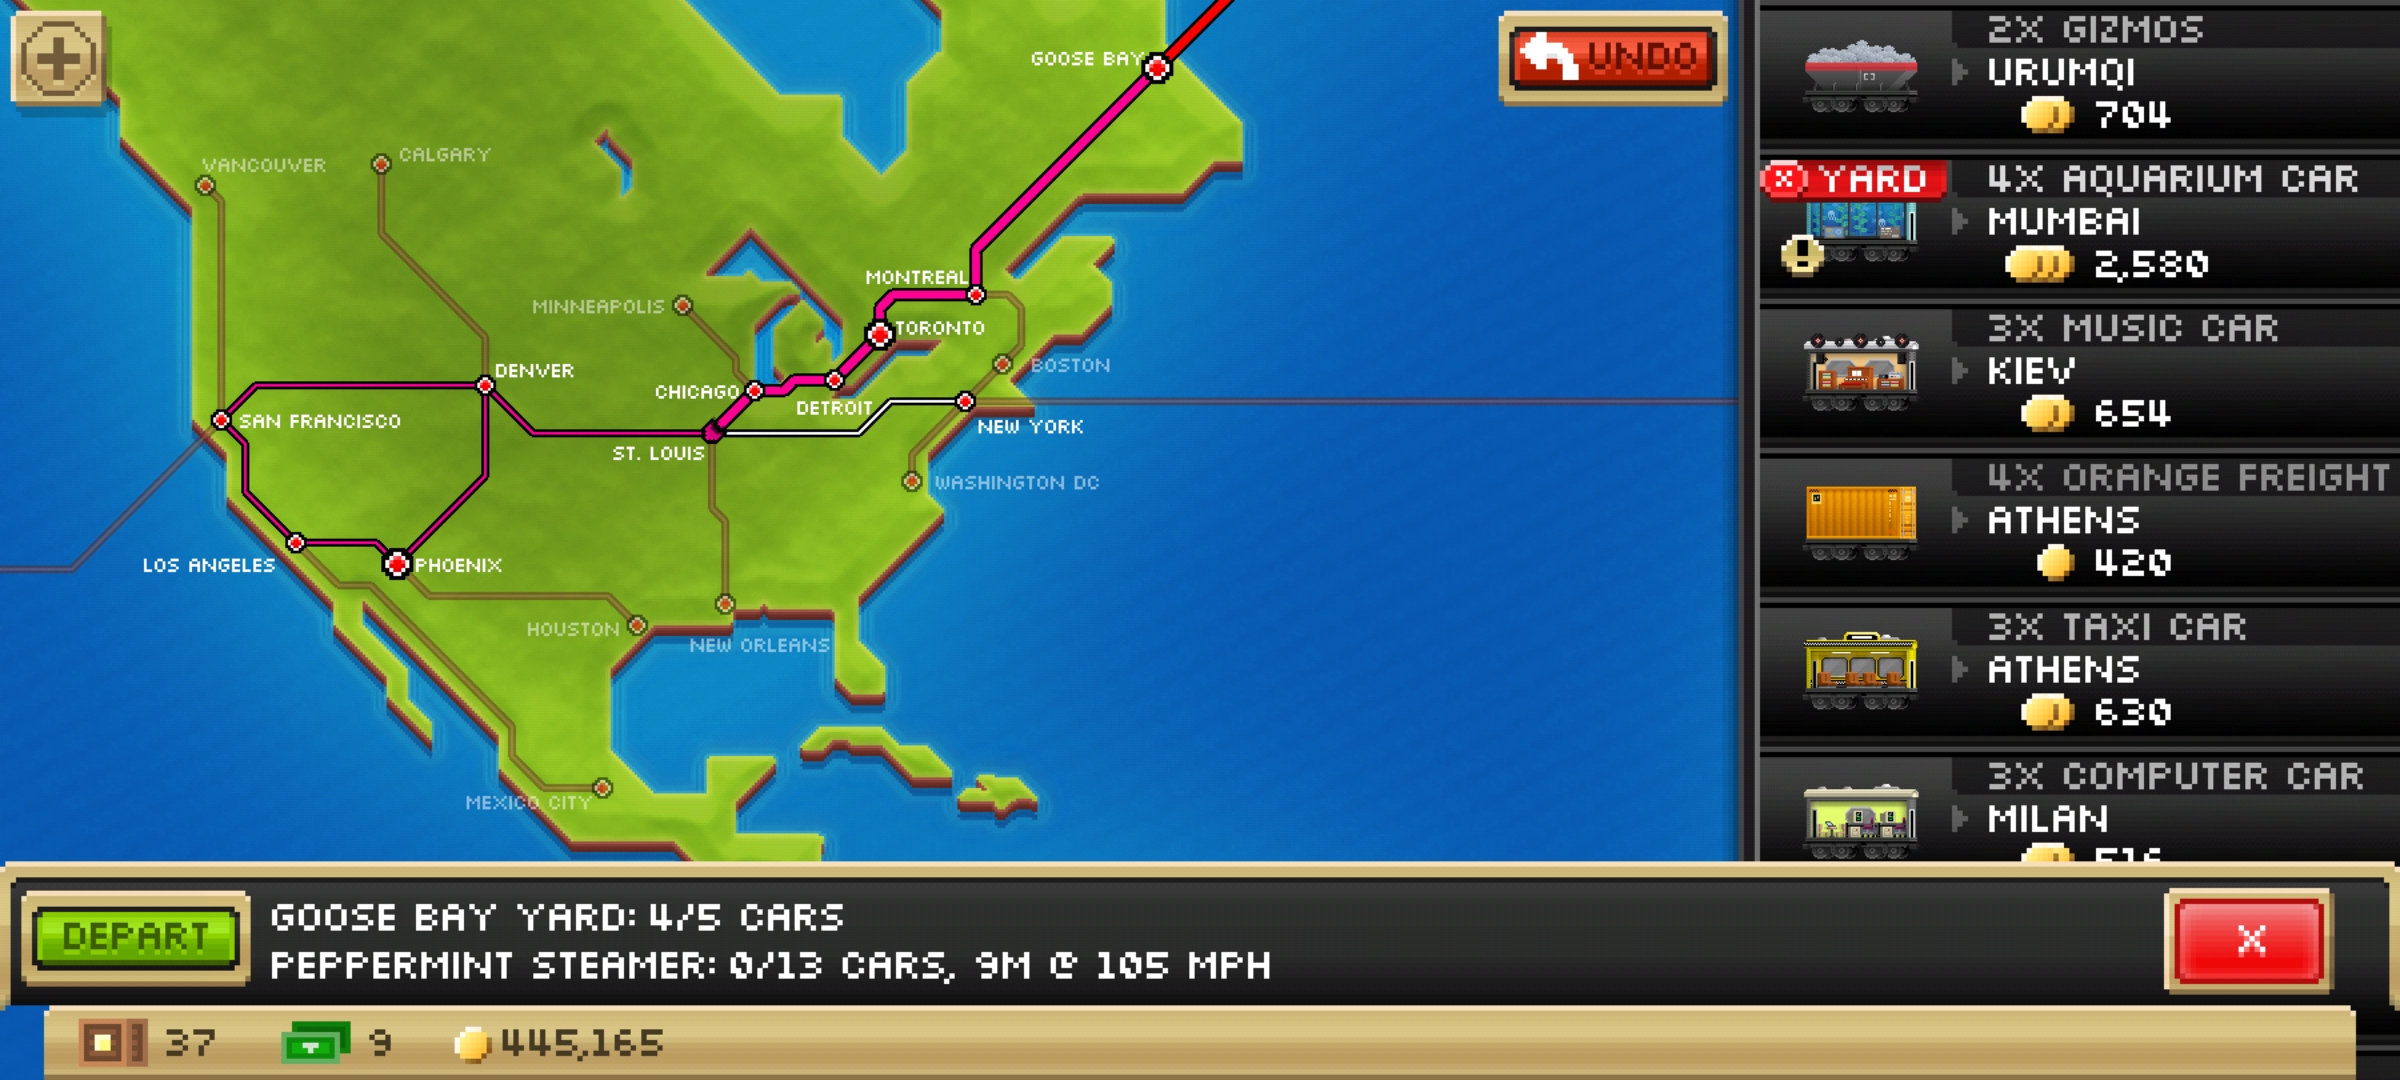 GOOSE BAY
UNDO
VANCOUVER
CALGARY
MONTREAL
MINNEAPOLIS
TORONTO
DENVER
BOSTON
CHICAGO
DETROIT
SAN FRANCISCO
NEW YORK
ST. LOUIS
WASHINGTON DC
LOS ANGELES
PHOENIX
HOUSTON
NEW ORLEANS
MEXICO CITY
2X GIZMOS
URUMQI
704
YARD
4X AQUARIUM CAR
MUMBAI
2,580
3X MUSIC CAR
KIEV
654
4X ORANGE FREIGHT
ATHENS
420
3X TAXI CAR
ATHENS
630
3X COMPUTER CAR
MILAN
DEPART
GOOSE BAY YARD: 4/5 CARS
PEPPERMINT STEAMER: 0/13 CARS, 9M @ 105 MPH
X
37
9
445,165